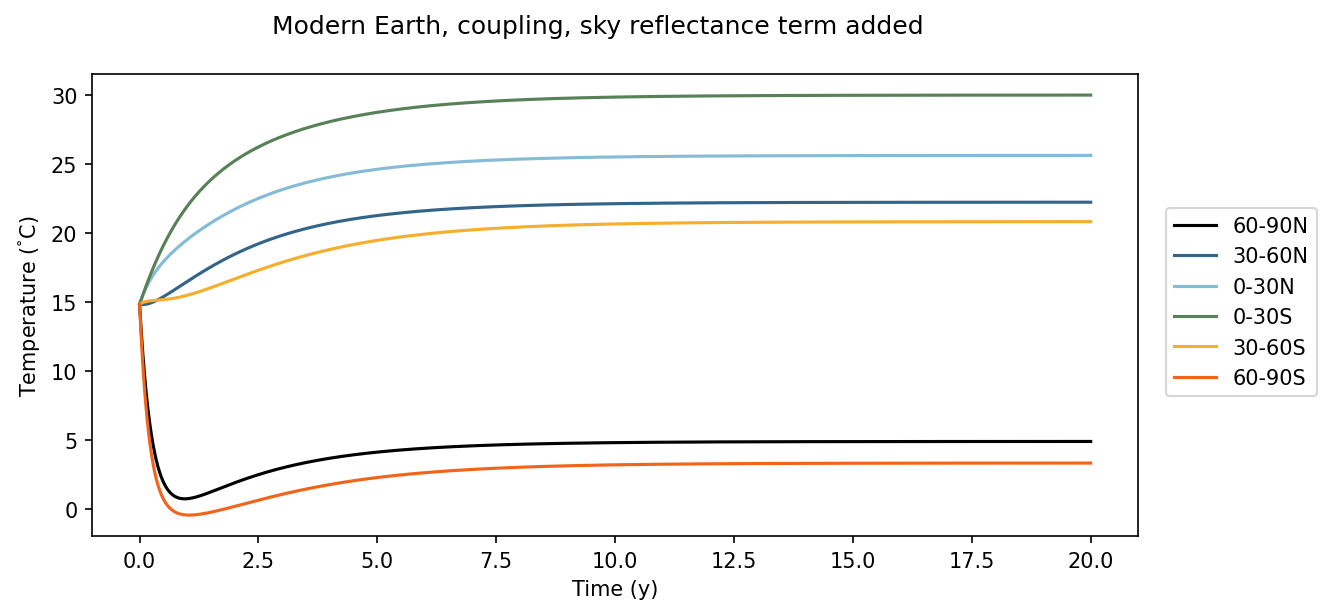 Modern Earth, coupling, sky reflectance term added
Temperature (˚C)
30
25
20
15
10
5
0
0.0 2.5 5.0 7.5 10.0 12.5 15.0 17.5 20.0
Time (y)
60-90N
30-60N
0-30N
0-30S
30-60S
60-90S